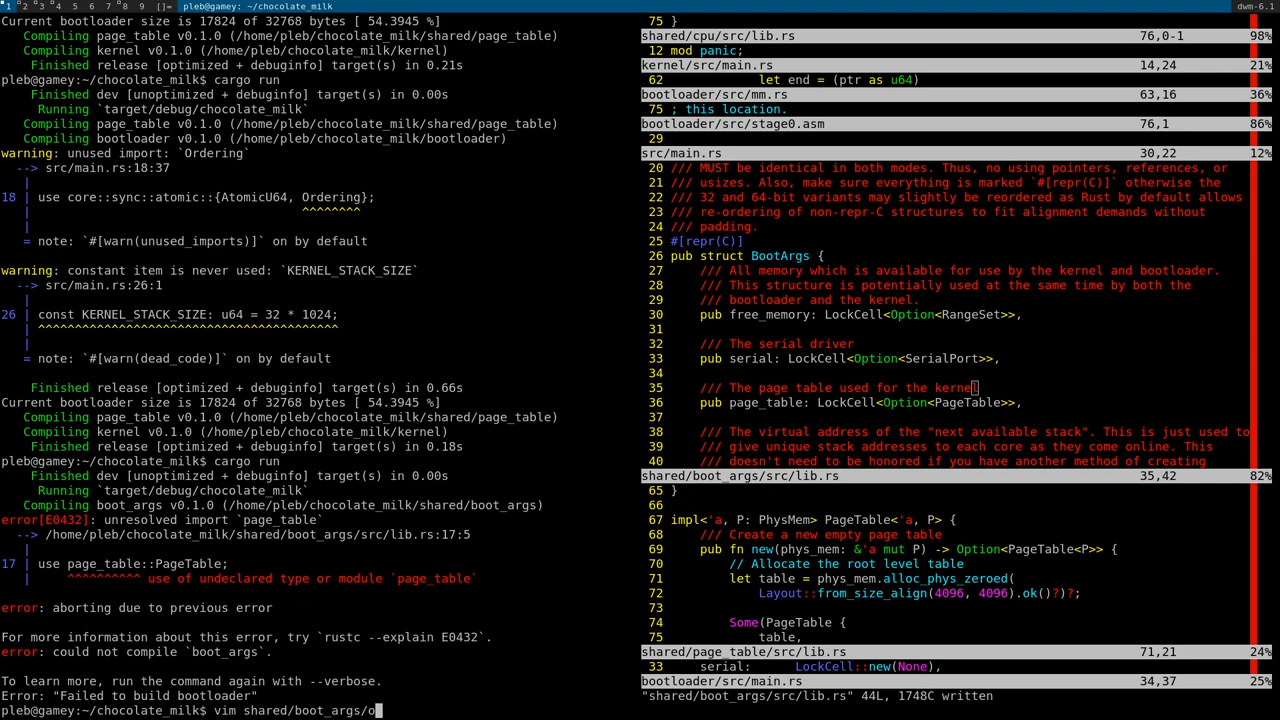 1 2 3 4 5 6 7 8 9 []= pleb@gamey:~/chocolate_milk dwm-6.1
Current bootloader size is 17824 of 32768 bytes [ 54.3945 %]
Compiling page_table v0.1.0 (/home/pleb/chocolate_milk/shared/page_table)
Compiling kernel v0.1.0 (/home/pleb/chocolate_milk/kernel)
Finished release [optimized + debuginfo] target(s) in 0.21s
pleb@gamey:~/chocolate_milk$ cargo run
Finished dev [unoptimized + debuginfo] target(s) in 0.00s
Running `target/debug/chocolate_milk`
Compiling page_table v0.1.0 (/home/pleb/chocolate_milk/shared/page_table)
Compiling bootloader v0.1.0 (/home/pleb/chocolate_milk/bootloader)
warning: unused import: `Ordering`
--> src/main.rs:18:37
|
18 | use core::sync::atomic::{AtomicU64, Ordering};
| ^^^^^^^^
|
= note: `#[warn(unused_imports)]` on by default
warning: constant item is never used: `KERNEL_STACK_SIZE`
--> src/main.rs:26:1
|
26 | const KERNEL_STACK_SIZE: u64 = 32 * 1024;
| ^^^^^^^^^^^^^^^^^^^^^^^^^^^^^^^^^^^^^^^^^
|
= note: `#[warn(dead_code)]` on by default
Finished release [optimized + debuginfo] target(s) in 0.66s
Current bootloader size is 17824 of 32768 bytes [ 54.3945 %]
Compiling page_table v0.1.0 (/home/pleb/chocolate_milk/shared/page_table)
Compiling kernel v0.1.0 (/home/pleb/chocolate_milk/kernel)
Finished release [optimized + debuginfo] target(s) in 0.18s
pleb@gamey:~/chocolate_milk$ cargo run
Finished dev [unoptimized + debuginfo] target(s) in 0.00s
Running `target/debug/chocolate_milk`
Compiling boot_args v0.1.0 (/home/pleb/chocolate_milk/shared/boot_args)
error[E0432]: unresolved import `page_table`
--> /home/pleb/chocolate_milk/shared/boot_args/src/lib.rs:17:5
|
17 | use page_table::PageTable;
| ^^^^^^^^^^ use of undeclared type or module `page_table`
error: aborting due to previous error
For more information about this error, try `rustc --explain E0432`.
error: could not compile `boot_args`.
To learn more, run the command again with --verbose.
Error: "Failed to build bootloader"
pleb@gamey:~/chocolate_milk$ vim shared/boot_args/o
75 }
shared/cpu/src/lib.rs 76,0-1 98%
12 mod panic;
kernel/src/main.rs 14,24 21%
62 let end = (ptr as u64)
bootloader/src/mm.rs 63,16 36%
75 ; this location.
bootloader/src/stage0.asm 76,1 86%
29
src/main.rs 30,22 12%
20 /// MUST be identical in both modes. Thus, no using pointers, references, or
21 /// usizes. Also, make sure everything is marked `#[repr(C)]` otherwise the
22 /// 32 and 64-bit variants may slightly be reordered as Rust by default allows
23 /// re-ordering of non-repr-C structures to fit alignment demands without
24 /// padding.
25 #[repr(C)]
26 pub struct BootArgs {
27 /// All memory which is available for use by the kernel and bootloader.
28 /// This structure is potentially used at the same time by both the
29 /// bootloader and the kernel.
30 pub free_memory: LockCell<Option<RangeSet>>,
31
32 /// The serial driver
33 pub serial: LockCell<Option<SerialPort>>,
34
35 /// The page table used for the kernel
36 pub page_table: LockCell<Option<PageTable>>,
37
38 /// The virtual address of the "next available stack". This is just used to
39 /// give unique stack addresses to each core as they come online. This
40 /// doesn't need to be honored if you have another method of creating
shared/boot_args/src/lib.rs 35,42 82%
65 }
66
67 impl<'a, P: PhysMem> PageTable<'a, P> {
68 /// Create a new empty page table
69 pub fn new(phys_mem: &'a mut P) -> Option<PageTable<P>> {
70 // Allocate the root level table
71 let table = phys_mem.alloc_phys_zeroed(
72 Layout::from_size_align(4096, 4096).ok()?)?;
73
74 Some(PageTable {
75 table,
shared/page_table/src/lib.rs 71,21 24%
33 serial: LockCell::new(None),
bootloader/src/main.rs 34,37 25%
"shared/boot_args/src/lib.rs" 44L, 1748C written